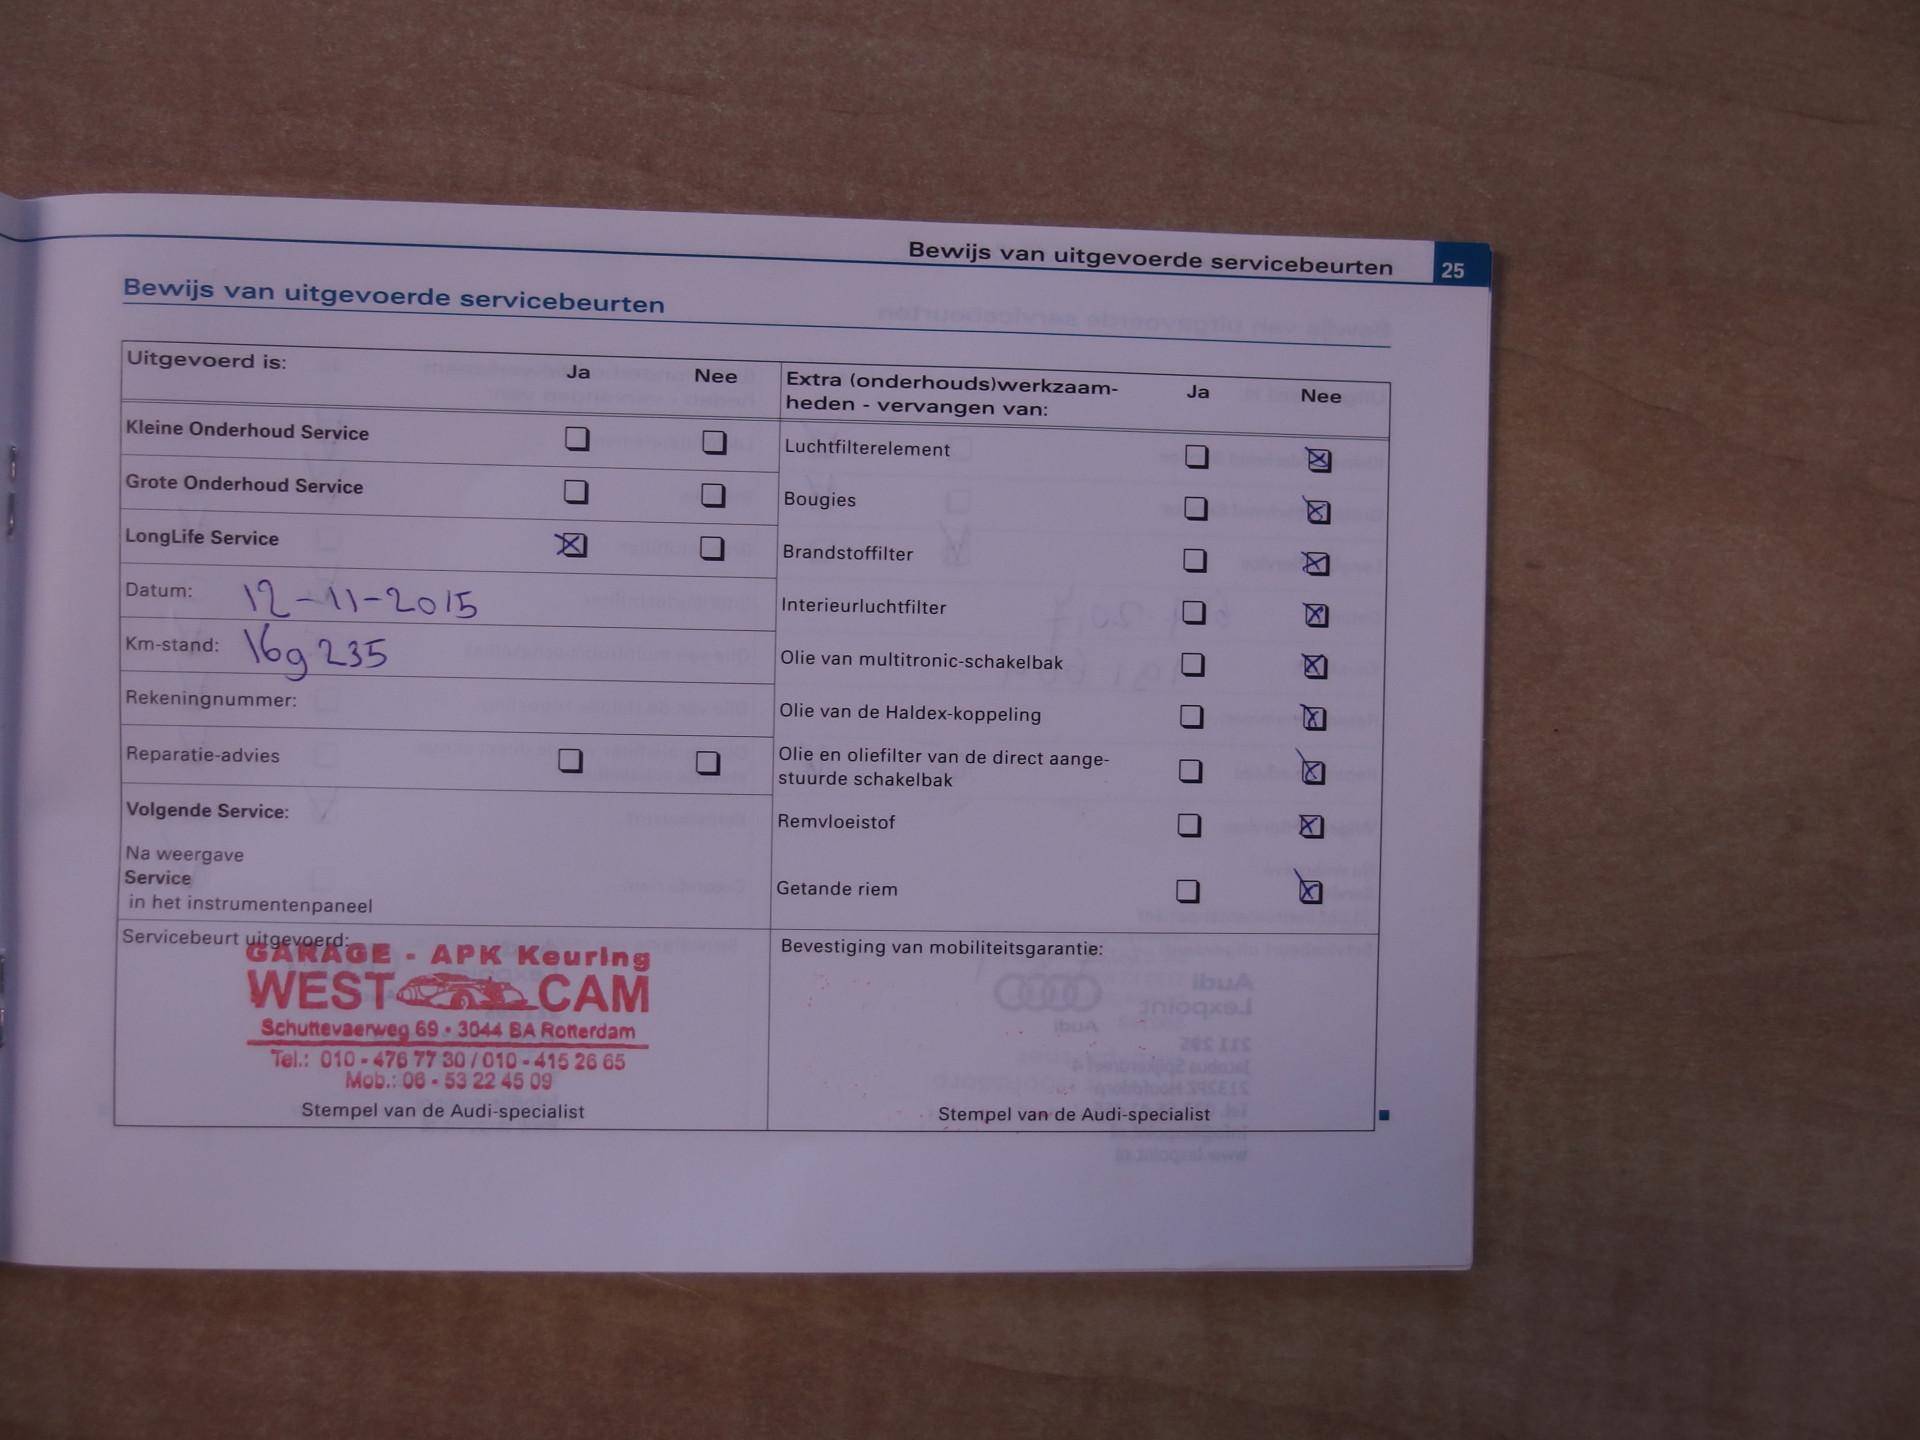 Bewijs van uitgevoerde servicebeurten 25
Bewijs van uitgevoerde servicebeurten
Uitgevoerd is: Ja Nee
Kleine Onderhoud Service
Grote Onderhoud Service
LongLife Service
Datum: 12-11-2015
Km-stand: 169 235
Rekeningnummer:
Reparatie-advies
Volgende Service:
Na weergave
Service
in het instrumentenpaneel
Servicebeurt uitgevoerd:
GARAGE - APK Keuring
WEST CAM
Schuttevaerweg 69 • 3044 BA Rotterdam
Tel.: 010 - 476 77 30 / 010 - 415 26 65
Mob.: 06 - 53 22 45 09
Stempel van de Audi-specialist
Extra (onderhouds)werkzaam-
heden - vervangen van: Ja Nee
Luchtfilterelement
Bougies
Brandstoffilter
Interieurluchtfilter
Olie van multitronic-schakelbak
Olie van de Haldex-koppeling
Olie en oliefilter van de direct aange-
stuurde schakelbak
Remvloeistof
Getande riem
Bevestiging van mobiliteitsgarantie:
Stempel van de Audi-specialist